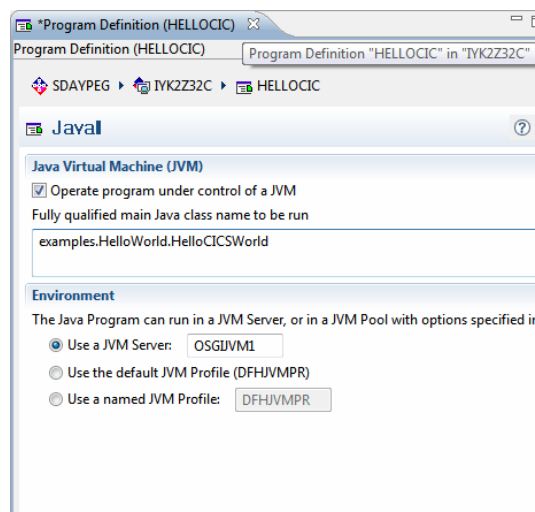 *Program Definition (HELLOCIC)
Program Definition (HELLOCIC)
Program Definition "HELLOCIC" in "IYK2Z32C"
SDAYPEG IYK2Z32C HELLOCIC
Java
Java Virtual Machine (JVM)
Operate program under control of a JVM
Fully qualified main Java class name to be run
examples.HelloWorld.HelloCICSWorld
Environment
The Java Program can run in a JVM Server, or in a JVM Pool with options specified in
Use a JVM Server: OSGIJVM1
Use the default JVM Profile (DFHJVMPR)
Use a named JVM Profile: DFHJVMPR